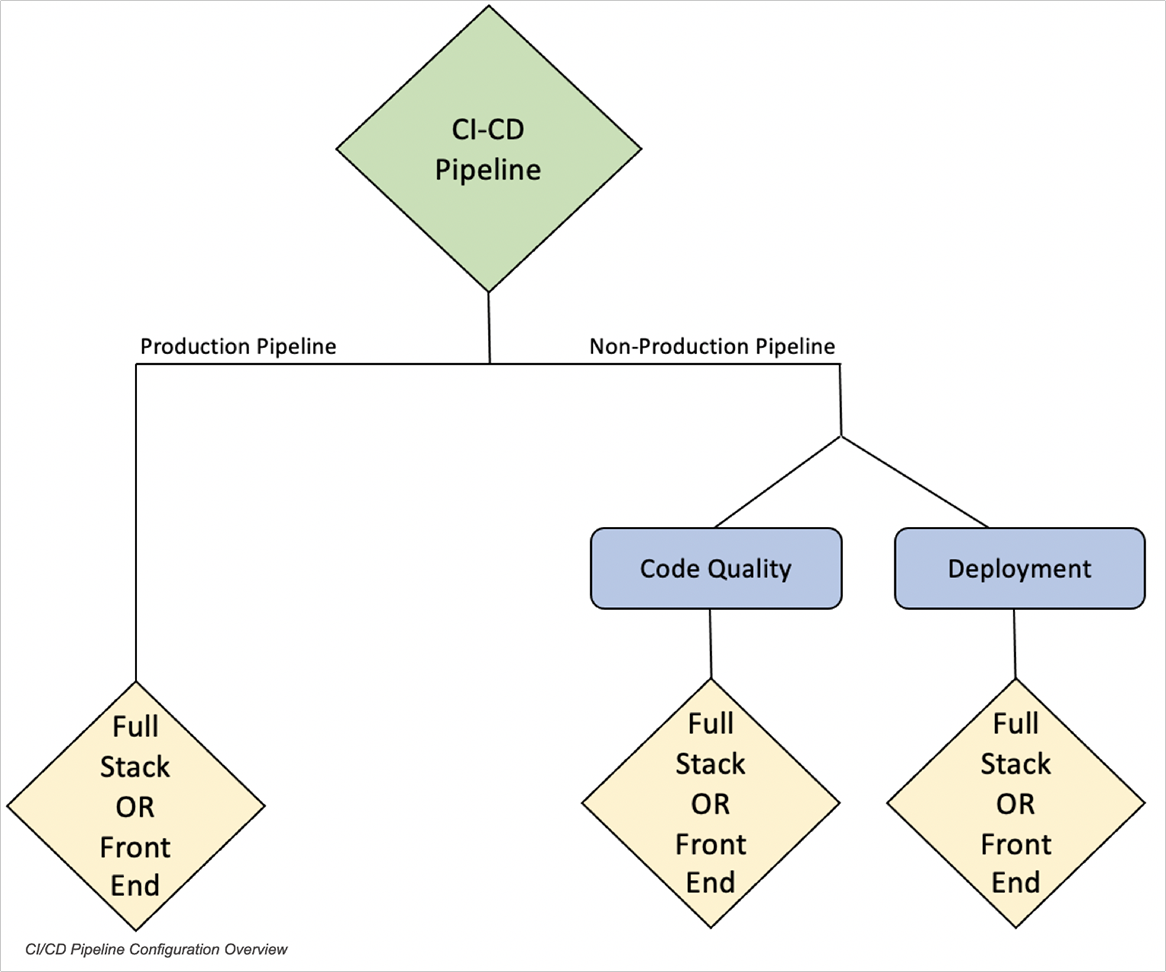 CI-CD
Pipeline
Production Pipeline
Non-Production Pipeline
Code Quality
Deployment
Full
Stack
OR
Front
End
Full
Stack
OR
Front
End
Full
Stack
OR
Front
End
CI/CD Pipeline Configuration Overview